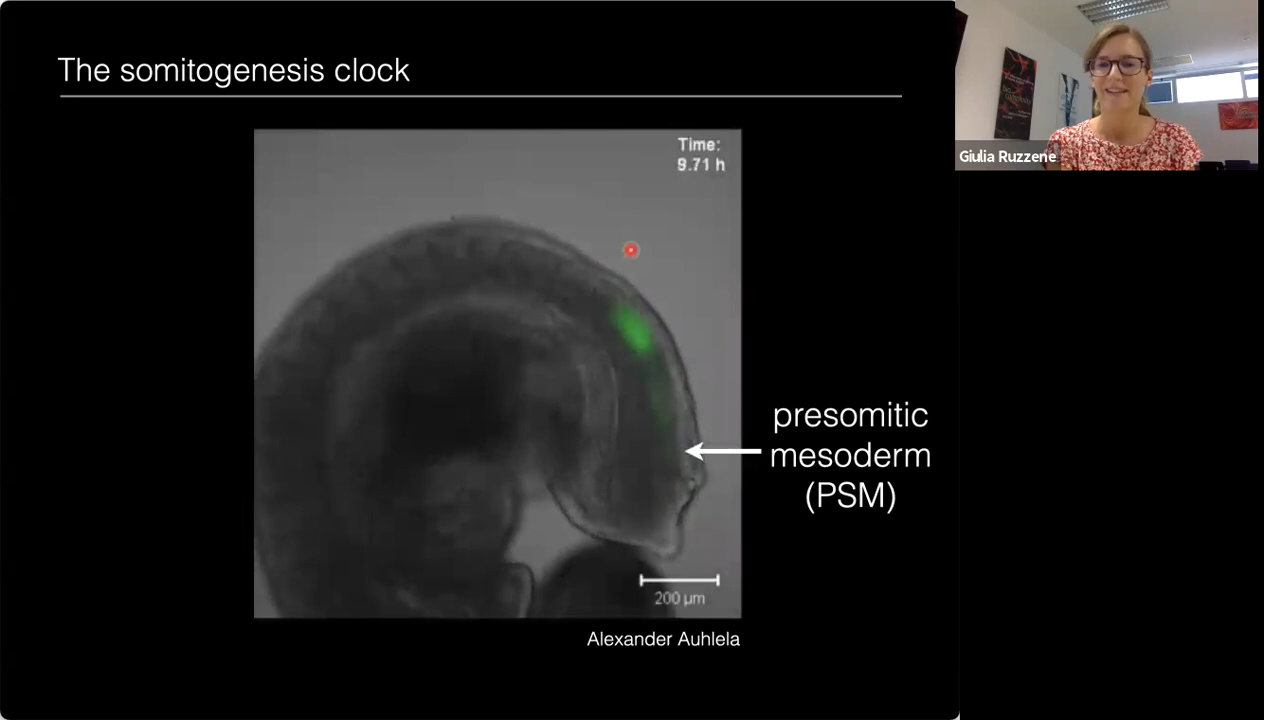 The somitogenesis clock
Time:
9.71 h
presomitic
mesoderm
(PSM)
200 µm
Alexander Auhlela
Giulia Ruzzene